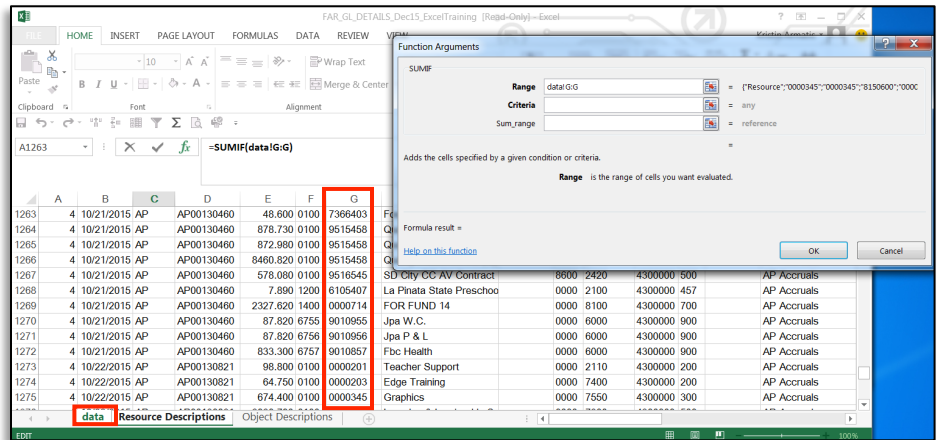 FAR_GL_DETAILS_Dec15_ExcelTraining [Read-Only] - Excel
FILE HOME INSERT PAGE LAYOUT FORMULAS DATA REVIEW VIEW Kristin Armatis
Paste 10 A A Wrap Text
B I U A Merge & Center
Clipboard Font Alignment
A1263 fx =SUMIF(data!G:G)
Function Arguments
SUMIF
Range data!G:G = {"Resource";"0000345";"0000345";"8150600";"0000
Criteria = any
Sum_range = reference
=
Adds the cells specified by a given condition or criteria.
Range is the range of cells you want evaluated.
Formula result =
Help on this function OK Cancel
A B C D E F G
1263 4 10/21/2015 AP AP00130460 48.600 0100 7366403
1264 4 10/21/2015 AP AP00130460 878.730 0100 9515458
1265 4 10/21/2015 AP AP00130460 872.980 0100 9515458
1266 4 10/21/2015 AP AP00130460 8460.820 0100 9515458
1267 4 10/21/2015 AP AP00130460 578.080 0100 9516545 SD City CC AV Contract 8600 2420 4300000 500 AP Accruals
1268 4 10/21/2015 AP AP00130460 7.890 1200 6105407 La Pinata State Preschoo 0000 2100 4300000 457 AP Accruals
1269 4 10/21/2015 AP AP00130460 2327.620 1400 0000714 FOR FUND 14 0000 8100 4300000 700 AP Accruals
1270 4 10/21/2015 AP AP00130460 87.820 6755 9010955 Jpa W.C. 0000 6000 4300000 900 AP Accruals
1271 4 10/21/2015 AP AP00130460 87.820 6756 9010956 Jpa P & L 0000 6000 4300000 900 AP Accruals
1272 4 10/21/2015 AP AP00130460 833.300 6757 9010857 Fbc Health 0000 6000 4300000 900 AP Accruals
1273 4 10/22/2015 AP AP00130821 98.800 0100 0000201 Teacher Support 0000 2110 4300000 200 AP Accruals
1274 4 10/22/2015 AP AP00130821 64.750 0100 0000203 Edge Training 0000 7400 4300000 200 AP Accruals
1275 4 10/22/2015 AP AP00130821 674.400 0100 0000345 Graphics 0000 7550 4300000 300 AP Accruals
data Resource Descriptions Object Descriptions
EDIT 100%